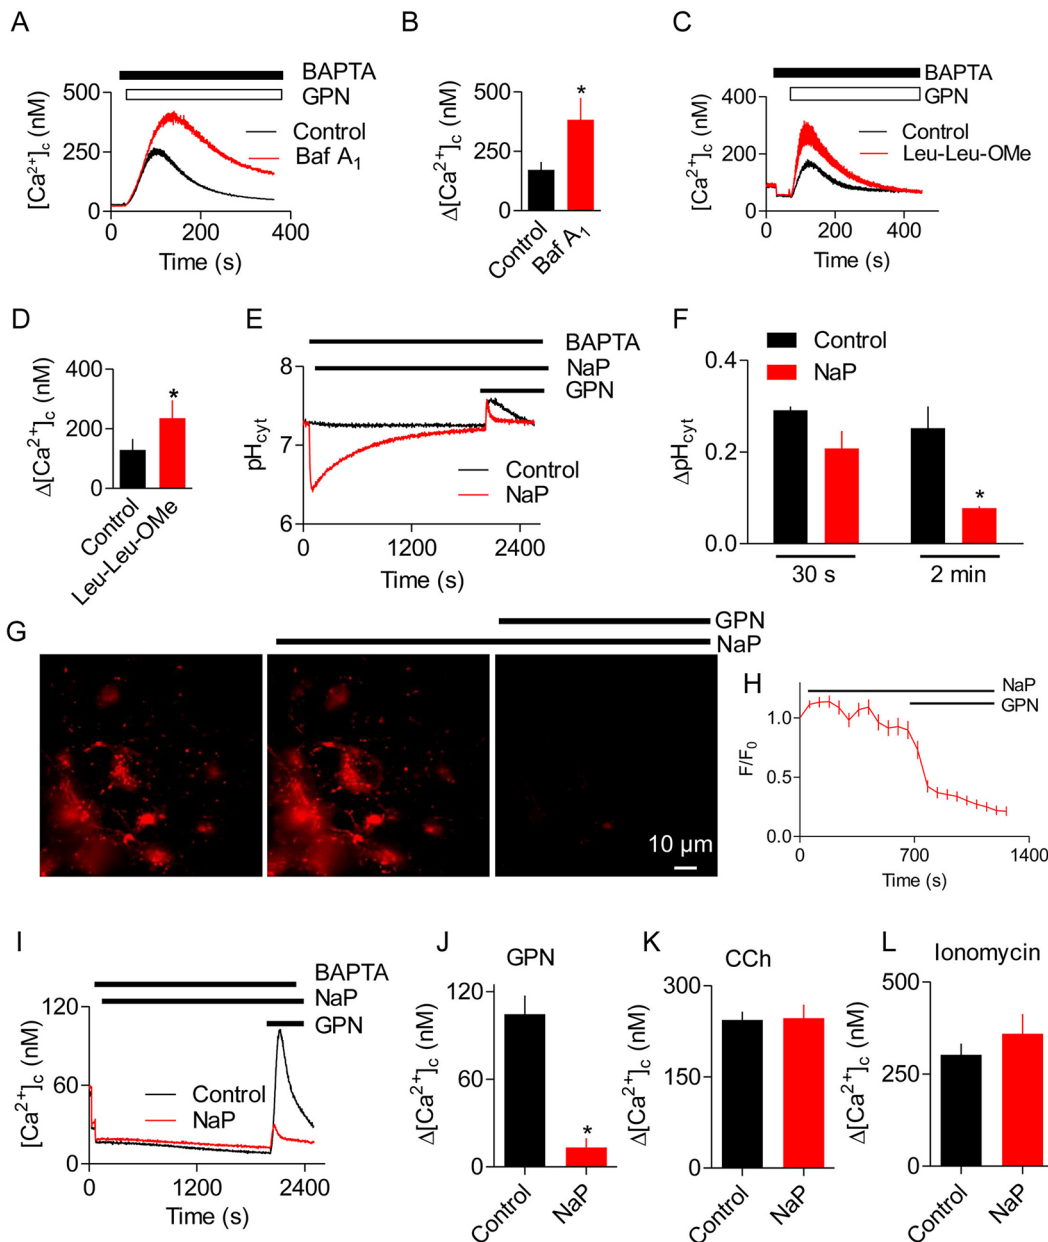 A
BAPTA
GPN
Control
Baf A1
[Ca2+]c (nM)
500
250
0
0 200 400
Time (s)
B
Δ[Ca2+]c (nM)
500
250
0
*
Control
Baf A1
C
BAPTA
GPN
Control
Leu-Leu-OMe
[Ca2+]c (nM)
400
200
0
0 200 400 600
Time (s)
D
Δ[Ca2+]c (nM)
400
200
0
*
Control
Leu-Leu-OMe
E
BAPTA
NaP
GPN
pHcyt
8
7
6
Control
NaP
0 1200 2400
Time (s)
F
Control
NaP
ΔpHcyt
0.4
0.2
0.0
*
30 s 2 min
G
GPN
NaP
10 µm
H
NaP
GPN
F/F0
1.0
0.5
0.0
0 700 1400
Time (s)
I
BAPTA
NaP
GPN
[Ca2+]c (nM)
120
60
0
Control
NaP
0 1200 2400
Time (s)
J
GPN
Δ[Ca2+]c (nM)
120
60
0
*
Control
NaP
K
CCh
Δ[Ca2+]c (nM)
300
150
0
Control
NaP
L
Ionomycin
Δ[Ca2+]c (nM)
500
250
0
Control
NaP